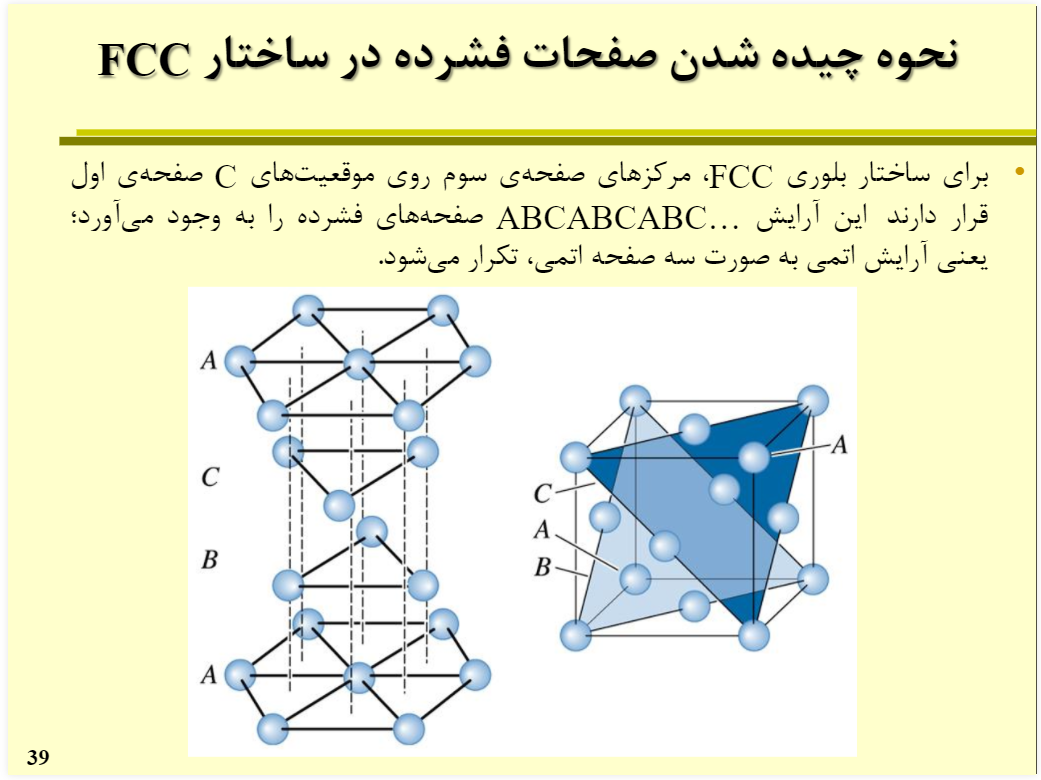 نحوه چیده شدن صفحات فشرده در ساختار FCC
• برای ساختار بلوری FCC، مرکزهای صفحه‌ی سوم روی موقعیت‌های C صفحه‌ی اول
قرار دارند این آرایش ...ABCABCABC صفحه‌های فشرده را به وجود می‌آورد؛
یعنی آرایش اتمی به صورت سه صفحه اتمی، تکرار می‌شود.
A
C
B
A
A
C
A
B
39